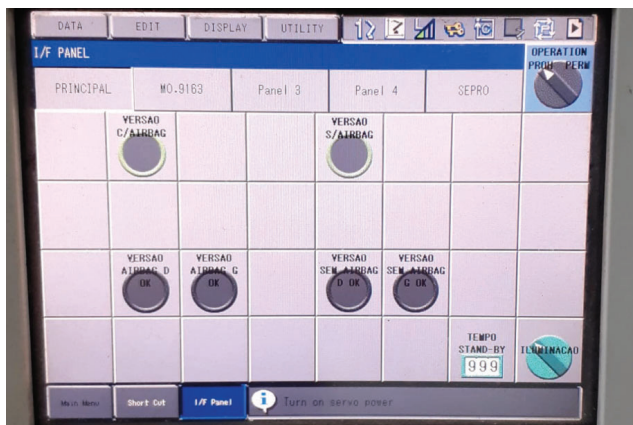 DATA EDIT DISPLAY UTILITY
I/F PANEL
OPERATION
PROH PERM
PRINCIPAL MO-9163 Panel 3 Panel 4 SEPRO
VERSAO
C/AIRBAG
VERSAO
S/AIRBAG
VERSAO
AIRBAG D
OK
VERSAO
AIRBAG G
OK
VERSAO
SEM AIRBAG
D OK
VERSAO
SEM AIRBAG
G OK
TEMPO
STAND-BY
999
ILUMINACAO
Main Menu Short Cut I/F Panel Turn on servo power